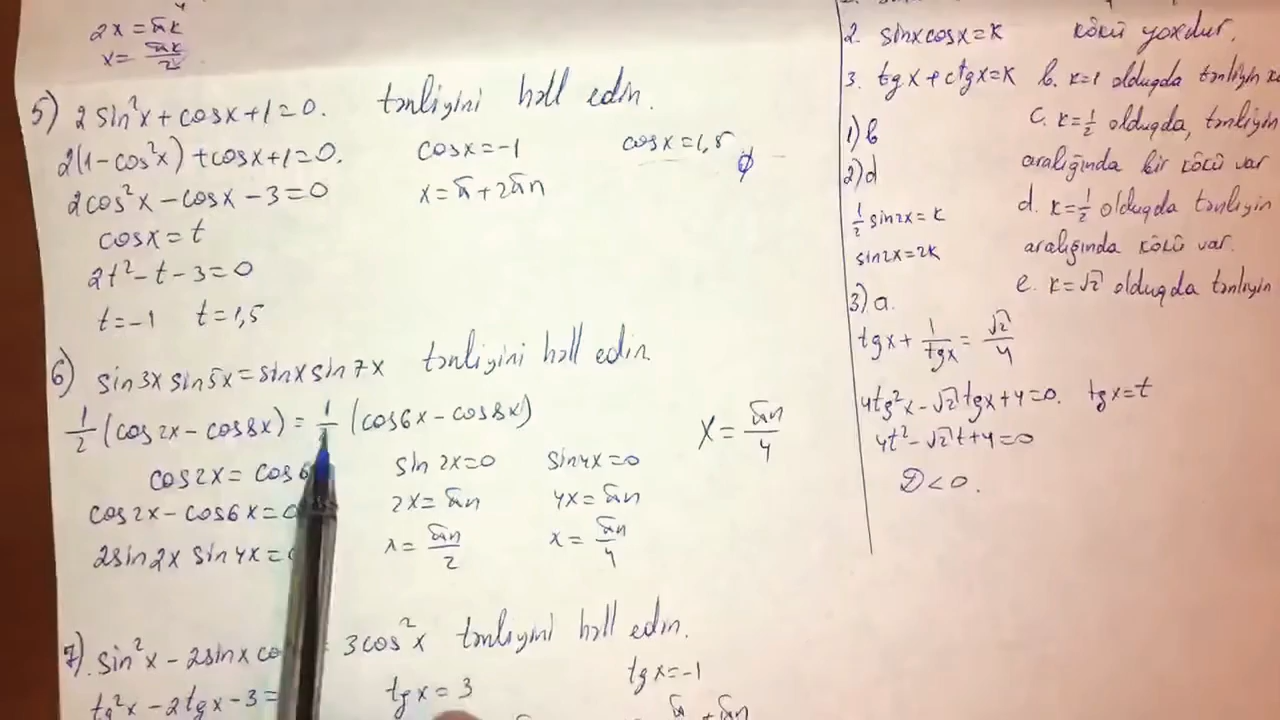 2x = πk
x = πk/2
5) 2sin²x + cosx + 1 = 0. tənliyini həll edin.
2(1 - cos²x) + cosx + 1 = 0. cosx = -1 cosx = 1,5 ∅
2cos²x - cosx - 3 = 0 x = π + 2πn
cosx = t
2t² - t - 3 = 0
t = -1 t = 1,5
6) sin3x sin5x = sinx sin7x tənliyini həll edin.
1/2 (cos2x - cos8x) = 1/ (cos6x - cos8x) x = πn/4
cos2x = cos6 sin2x = 0 sin4x = 0
cos2x - cos6x = 0 2x = πn 4x = πn
2sin2x sin4x = x = πn/2 x = πn/4
7). sin²x - 2sinx co 3cos²x tənliyini həll edin.
tg²x - 2tgx - 3 = tgx = 3 tgx = -1
π + πn
2. sinxcosx = k kökü yoxdur.
3. tgx + ctgx = k b. k = 1 olduqda tənliyin
1) b c. k = 1/2 olduqda, tənliyin
2) d aralığında bir kökü var
1/2 sin2x = k d. k = 1/2 olduqda tənliyin
sin2x = 2k aralığında kökü var.
3) a. e. k = √2 olduqda tənliyin
tgx + 1/tgx = √2/4
4tg²x - √2tgx + 4 = 0. tgx = t
4t² - √2t + 4 = 0
D < 0.